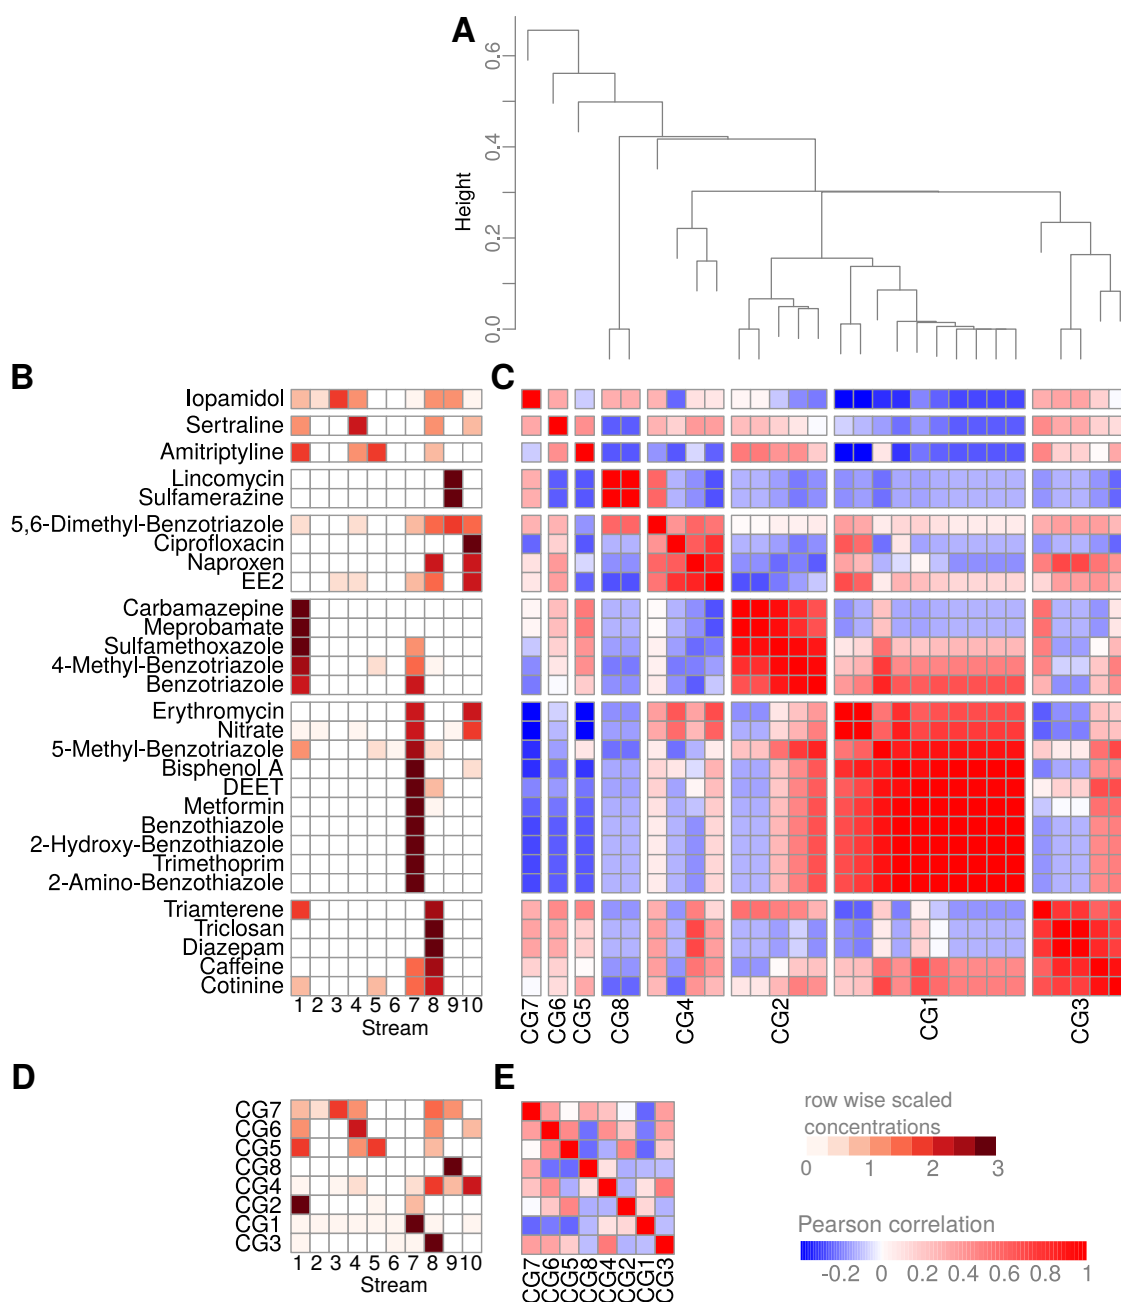 A
Height
0.0
0.2
0.4
0.6
B
C
Iopamidol
Sertraline
Amitriptyline
Lincomycin
Sulfamerazine
5,6-Dimethyl-Benzotriazole
Ciprofloxacin
Naproxen
EE2
Carbamazepine
Meprobamate
Sulfamethoxazole
4-Methyl-Benzotriazole
Benzotriazole
Erythromycin
Nitrate
5-Methyl-Benzotriazole
Bisphenol A
DEET
Metformin
Benzothiazole
2-Hydroxy-Benzothiazole
Trimethoprim
2-Amino-Benzothiazole
Triamterene
Triclosan
Diazepam
Caffeine
Cotinine
1 2 3 4 5 6 7 8 9 10
Stream
CG7 CG6 CG5 CG8 CG4 CG2 CG1 CG3
D
E
CG7
CG6
CG5
CG8
CG4
CG2
CG1
CG3
1 2 3 4 5 6 7 8 9 10
Stream
CG7 CG6 CG5 CG8 CG4 CG2 CG1 CG3
row wise scaled
concentrations
0 1 2 3
Pearson correlation
-0.2 0 0.2 0.4 0.6 0.8 1